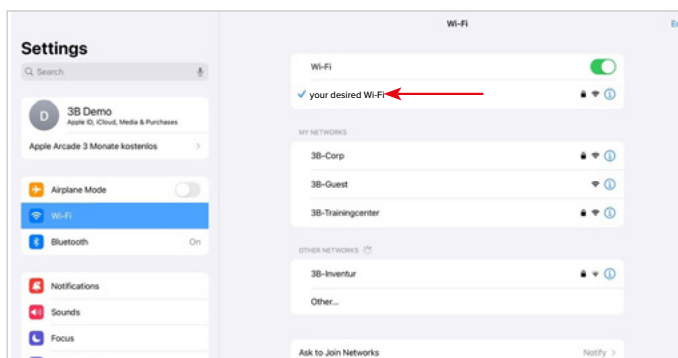 Wi-Fi
Settings
Search
D
3B Demo
Apple ID, iCloud, Media & Purchases
Apple Arcade 3 Monate kostenlos
Airplane Mode
Wi-Fi
Bluetooth On
Notifications
Sounds
Focus
Wi-Fi
your desired Wi-Fi
MY NETWORKS
3B-Corp
3B-Guest
3B-Trainingcenter
OTHER NETWORKS
3B-Inventur
Other...
Ask to Join Networks Notify